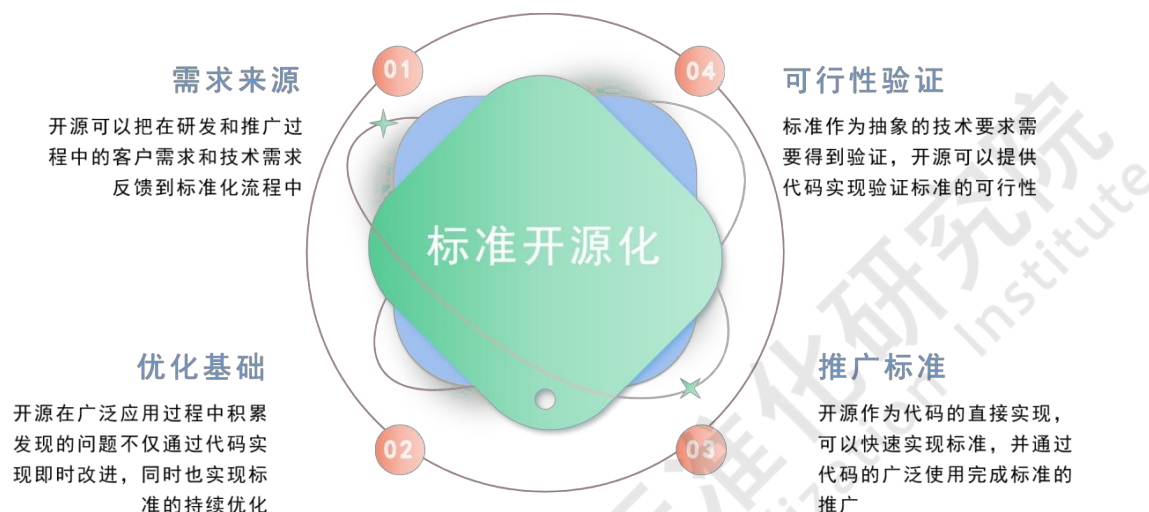 01
需求来源
开源可以把在研发和推广过
程中的客户需求和技术需求
反馈到标准化流程中
04
可行性验证
标准作为抽象的技术要求需
要得到验证，开源可以提供
代码实现验证标准的可行性
标准开源化
优化基础
开源在广泛应用过程中积累
发现的问题不仅通过代码实
现即时改进，同时也实现标
准的持续优化
02
推广标准
开源作为代码的直接实现，
可以快速实现标准，并通过
代码的广泛使用完成标准的
推广
03
标准化研究院
Institute